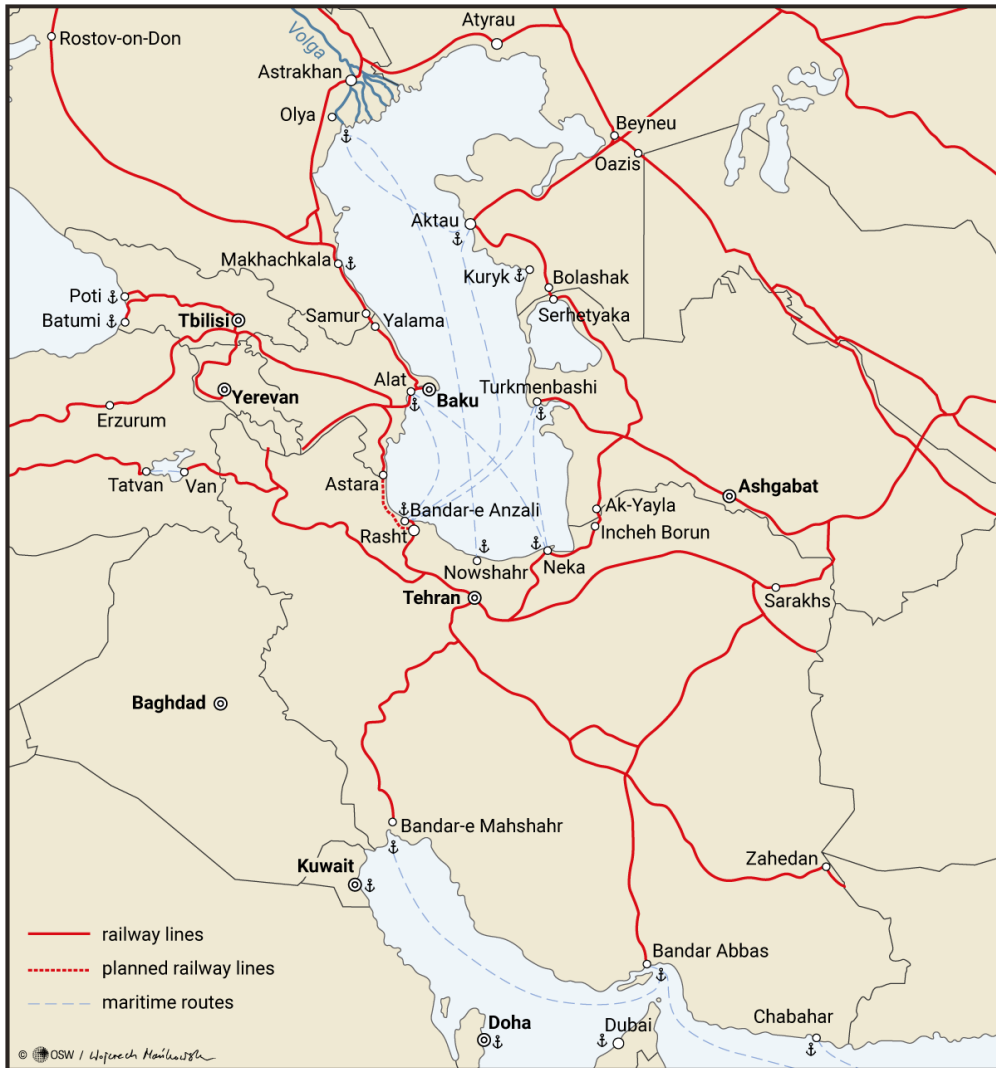 Rostov-on-Don
Volga
Atyrau
Astrakhan
Olya
Beyneu
Oazis
Aktau
Makhachkala
Kuryk
Bolashak
Poti
Batumi
Tbilisi
Samur
Yalama
Serhetyaka
Alat
Baku
Turkmenbashi
Yerevan
Erzurum
Tatvan
Van
Astara
Ashgabat
Bandar-e Anzali
Ak-Yayla
Rasht
Incheh Borun
Nowshahr
Neka
Tehran
Sarakhs
Baghdad
Bandar-e Mahshahr
Kuwait
Zahedan
railway lines
planned railway lines
maritime routes
Bandar Abbas
Doha
Dubai
Chabahar
© OSW / Wojciech Mańkowski